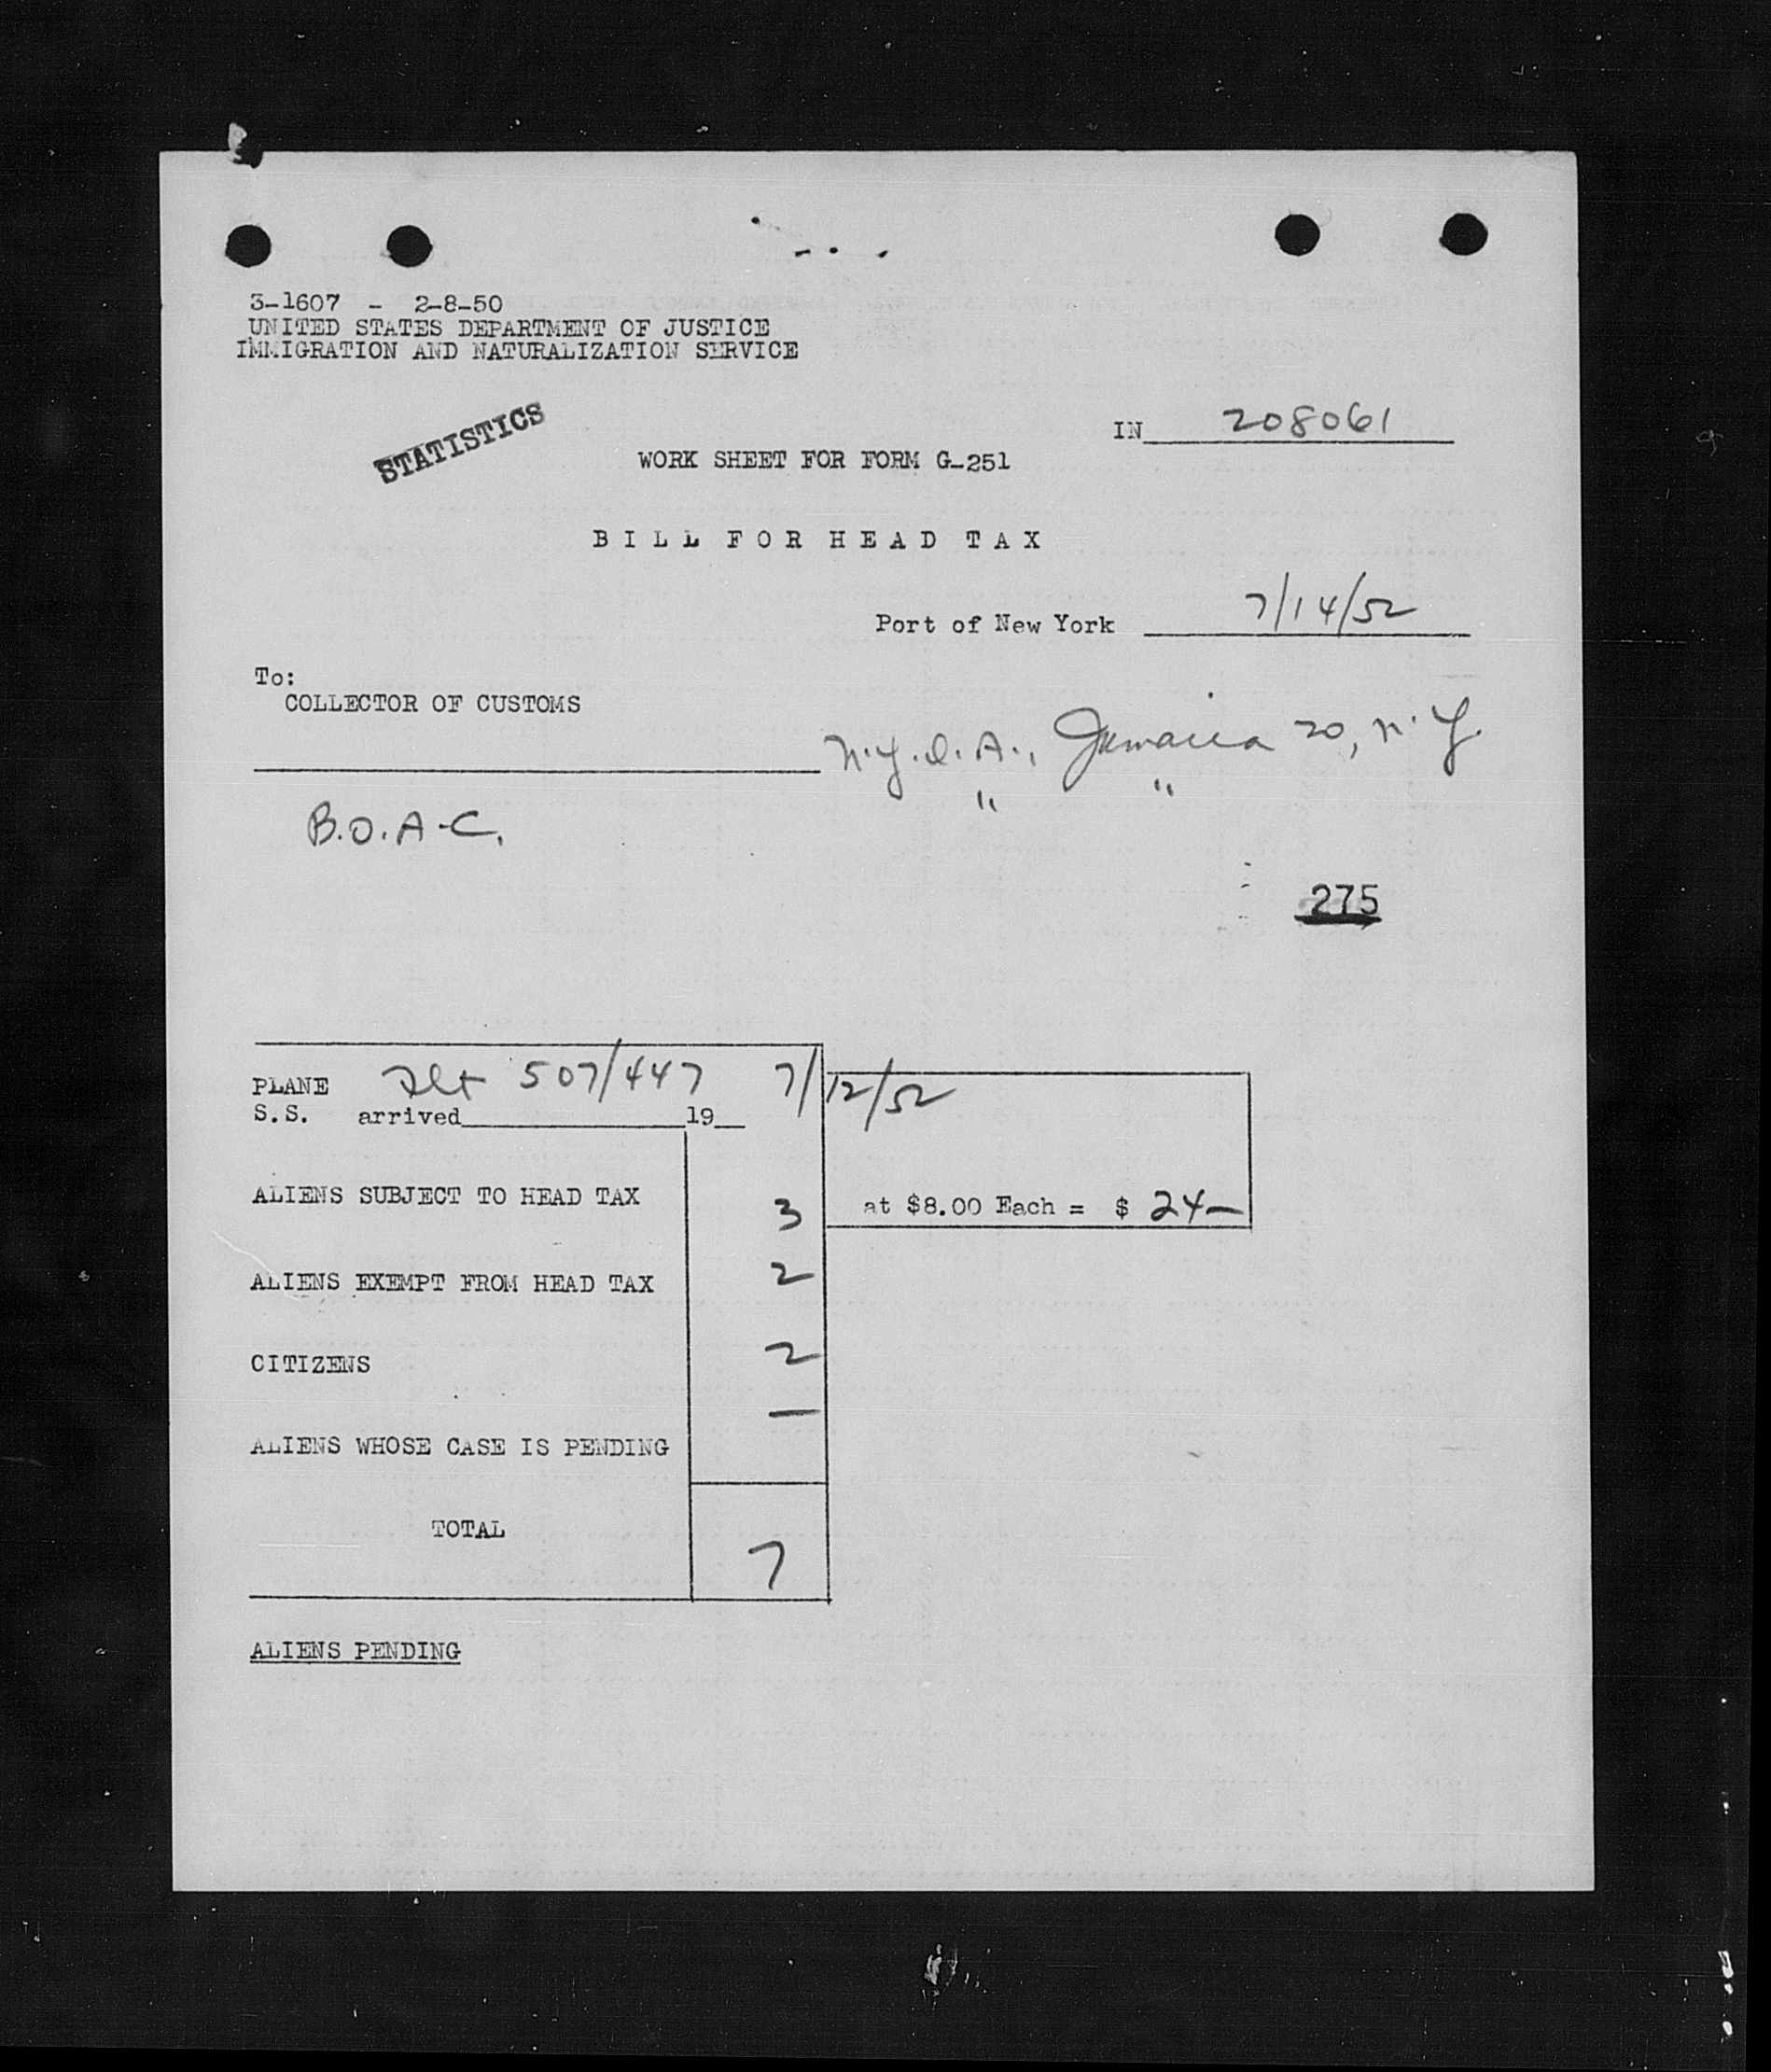 3-1607 - 2-8-50
UNITED STATES DEPARTMENT OF JUSTICE
IMMIGRATION AND NATURALIZATION SERVICE
STATISTICS
IN 208061
WORK SHEET FOR FORM G-251
BILL FOR HEAD TAX
Port of New York 7/14/52
To:
COLLECTOR OF CUSTOMS
N.Y.I.A., Jamaica 20, N.Y.
" "
B.O.A.C.
275
PLANE Flt 507/447 7/12/52
S.S. arrived 19
ALIENS SUBJECT TO HEAD TAX 3 at $8.00 Each = $ 24—
ALIENS EXEMPT FROM HEAD TAX 2
CITIZENS 2
ALIENS WHOSE CASE IS PENDING —
TOTAL 7
ALIENS PENDING